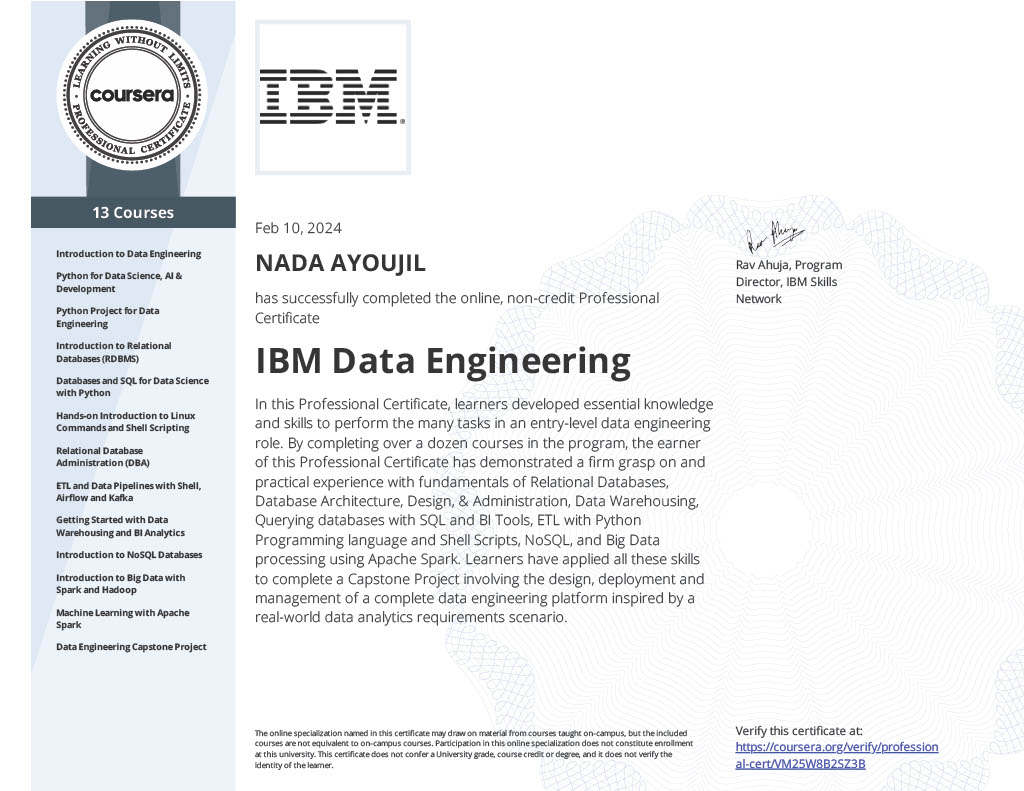 LEARNING WITHOUT LIMITS
coursera
PROFESSIONAL CERTIFICATE
IBM®
13 Courses
Introduction to Data Engineering
Python for Data Science, AI &
Development
Python Project for Data
Engineering
Introduction to Relational
Databases (RDBMS)
Databases and SQL for Data Science
with Python
Hands-on Introduction to Linux
Commands and Shell Scripting
Relational Database
Administration (DBA)
ETL and Data Pipelines with Shell,
Airflow and Kafka
Getting Started with Data
Warehousing and BI Analytics
Introduction to NoSQL Databases
Introduction to Big Data with
Spark and Hadoop
Machine Learning with Apache
Spark
Data Engineering Capstone Project
Feb 10, 2024
NADA AYOUJIL
has successfully completed the online, non-credit Professional
Certificate
IBM Data Engineering
In this Professional Certificate, learners developed essential knowledge
and skills to perform the many tasks in an entry-level data engineering
role. By completing over a dozen courses in the program, the earner
of this Professional Certificate has demonstrated a firm grasp on and
practical experience with fundamentals of Relational Databases,
Database Architecture, Design, & Administration, Data Warehousing,
Querying databases with SQL and BI Tools, ETL with Python
Programming language and Shell Scripts, NoSQL, and Big Data
processing using Apache Spark. Learners have applied all these skills
to complete a Capstone Project involving the design, deployment and
management of a complete data engineering platform inspired by a
real-world data analytics requirements scenario.
Rav Ahuja
Rav Ahuja, Program
Director, IBM Skills
Network
The online specialization named in this certificate may draw on material from courses taught on-campus, but the included
courses are not equivalent to on-campus courses. Participation in this online specialization does not constitute enrollment
at this university. This certificate does not confer a University grade, course credit or degree, and it does not verify the
identity of the learner.
Verify this certificate at:
https://coursera.org/verify/profession
al-cert/VM25W8B2SZ3B